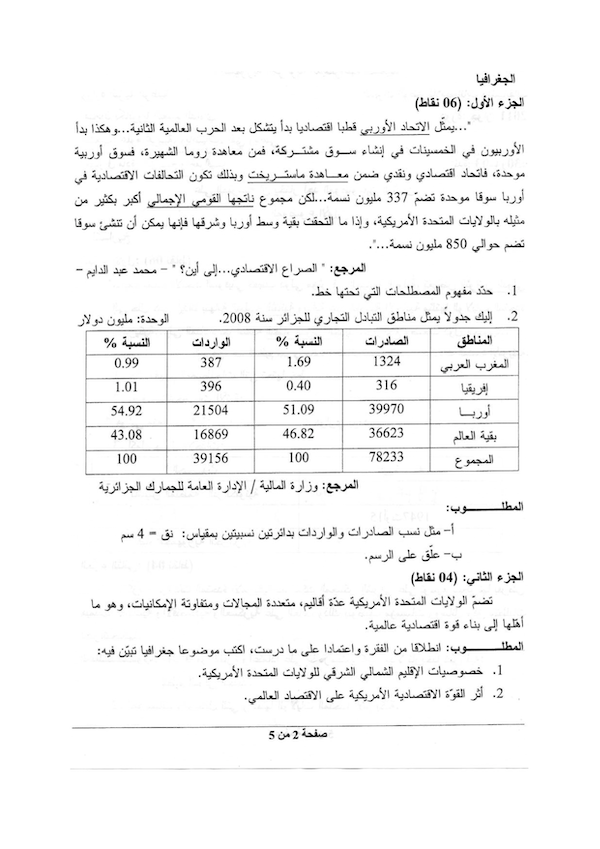 الجغرافيا
الجزء الأول: (06 نقاط)
"...يمثّل الاتحاد الأوربي قطبا اقتصاديا بدأ يتشكل بعد الحرب العالمية الثانية...وهكذا بدأ
الأوربيون في الخمسينات في إنشاء ســوق مشتــركة، فمن معاهدة روما الشهيرة، فسوق أوربية
موحدة، فاتحاد اقتصادي ونقدي ضمن معــاهدة ماستــريخت وبذلك تكون التحالفات الاقتصادية في
أوربا سوقا موحدة تضمّ 337 مليون نسمة...لكن مجموع ناتجها القومي الإجمالي أكبر بكثير من
مثيله بالولايات المتحدة الأمريكية، وإذا ما التحقت بقية وسط أوربا وشرقها فإنها يمكن أن تنشئ سوقا
تضم حوالي 850 مليون نسمة...".
المرجع: " الصراع الاقتصادي...إلى أين؟ " – محمد عبد الدايم –
1. حدّد مفهوم المصطلحات التي تحتها خط.
2. إليك جدولاً يمثل مناطق التبادل التجاري للجزائر سنة 2008. الوحدة: مليون دولار
المناطق الصادرات النسبة % الواردات النسبة %
المغرب العربي 1324 1.69 387 0.99
إفريقيا 316 0.40 396 1.01
أوربــا 39970 51.09 21504 54.92
بقية العالم 36623 46.82 16869 43.08
المجموع 78233 100 39156 100
المرجع: وزارة المالية / الإدارة العامة للجمارك الجزائرية
المطلــــوب:
أ– مثل نسب الصادرات والواردات بدائرتين نسبيتين بمقياس: نق = 4 سم
ب– علّق على الرسم.
الجزء الثاني: (04 نقاط)
تضمّ الولايات المتحدة الأمريكية عدّة أقاليم، متعددة المجالات ومتفاوتة الإمكانيات، وهو ما
أهّلها إلى بناء قوة اقتصادية عالمية.
المطلــــوب: انطلاقا من الفقرة واعتمادا على ما درست، اكتب موضوعا جغرافيا تبيّن فيه:
1. خصوصيات الإقليم الشمالي الشرقي للولايات المتحدة الأمريكية.
2. أثر القوّة الاقتصادية الأمريكية على الاقتصاد العالمي.
صفحة 2 من 5